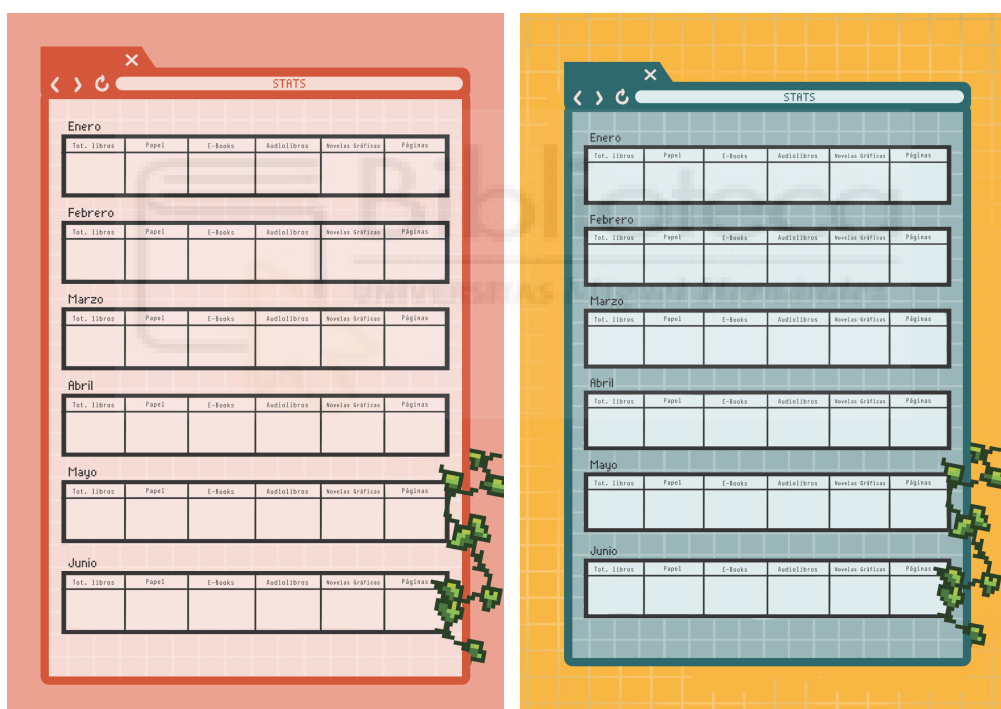 STATS
Enero
Tot. libros Papel E-Books Audiolibros Novelas Gráficas Páginas
Febrero
Tot. libros Papel E-Books Audiolibros Novelas Gráficas Páginas
Marzo
Tot. libros Papel E-Books Audiolibros Novelas Gráficas Páginas
Abril
Tot. libros Papel E-Books Audiolibros Novelas Gráficas Páginas
Mayo
Tot. libros Papel E-Books Audiolibros Novelas Gráficas Páginas
Junio
Tot. libros Papel E-Books Audiolibros Novelas Gráficas Páginas
STATS
Enero
Tot. libros Papel E-Books Audiolibros Novelas Gráficas Páginas
Febrero
Tot. libros Papel E-Books Audiolibros Novelas Gráficas Páginas
Marzo
Tot. libros Papel E-Books Audiolibros Novelas Gráficas Páginas
Abril
Tot. libros Papel E-Books Audiolibros Novelas Gráficas Páginas
Mayo
Tot. libros Papel E-Books Audiolibros Novelas Gráficas Páginas
Junio
Tot. libros Papel E-Books Audiolibros Novelas Gráficas Páginas
Biblioteca
UNIVERSITAS Miguel Hernández